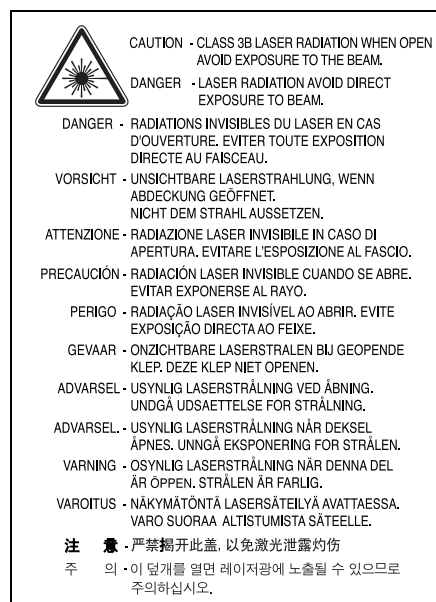 CAUTION - CLASS 3B LASER RADIATION WHEN OPEN
AVOID EXPOSURE TO THE BEAM.
DANGER - LASER RADIATION AVOID DIRECT
EXPOSURE TO BEAM.
DANGER - RADIATIONS INVISIBLES DU LASER EN CAS
D'OUVERTURE. EVITER TOUTE EXPOSITION
DIRECTE AU FAISCEAU.
VORSICHT - UNSICHTBARE LASERSTRAHLUNG, WENN
ABDECKUNG GEÖFFNET.
NICHT DEM STRAHL AUSSETZEN.
ATTENZIONE - RADIAZIONE LASER INVISIBILE IN CASO DI
APERTURA. EVITARE L'ESPOSIZIONE AL FASCIO.
PRECAUCIÓN - RADIACIÓN LASER INVISIBLE CUANDO SE ABRE.
EVITAR EXPONERSE AL RAYO.
PERIGO - RADIAÇÃO LASER INVISÍVEL AO ABRIR. EVITE
EXPOSIÇÃO DIRECTA AO FEIXE.
GEVAAR - ONZICHTBARE LASERSTRALEN BIJ GEOPENDE
KLEP. DEZE KLEP NIET OPENEN.
ADVARSEL - USYNLIG LASERSTRÅLNING VED ÅBNING.
UNDGÅ UDSAETTELSE FOR STRÅLNING.
ADVARSEL. - USYNLIG LASERSTRÅLNING NÅR DEKSEL
ÅPNES. UNNGÅ EKSPONERING FOR STRÅLEN.
VARNING - OSYNLIG LASERSTRÅLNING NÄR DENNA DEL
ÄR ÖPPEN. STRÅLEN ÄR FARLIG.
VAROITUS - NÄKYMÄTÖNTÄ LASERSÄTEILYÄ AVATTAESSA.
VARO SUORAA ALTISTUMISTA SÄTEELLE.
注 意 - 严禁揭开此盖, 以免激光泄露灼伤
주 의 - 이 덮개를 열면 레이저광에 노출될 수 있으므로
주의하십시오.